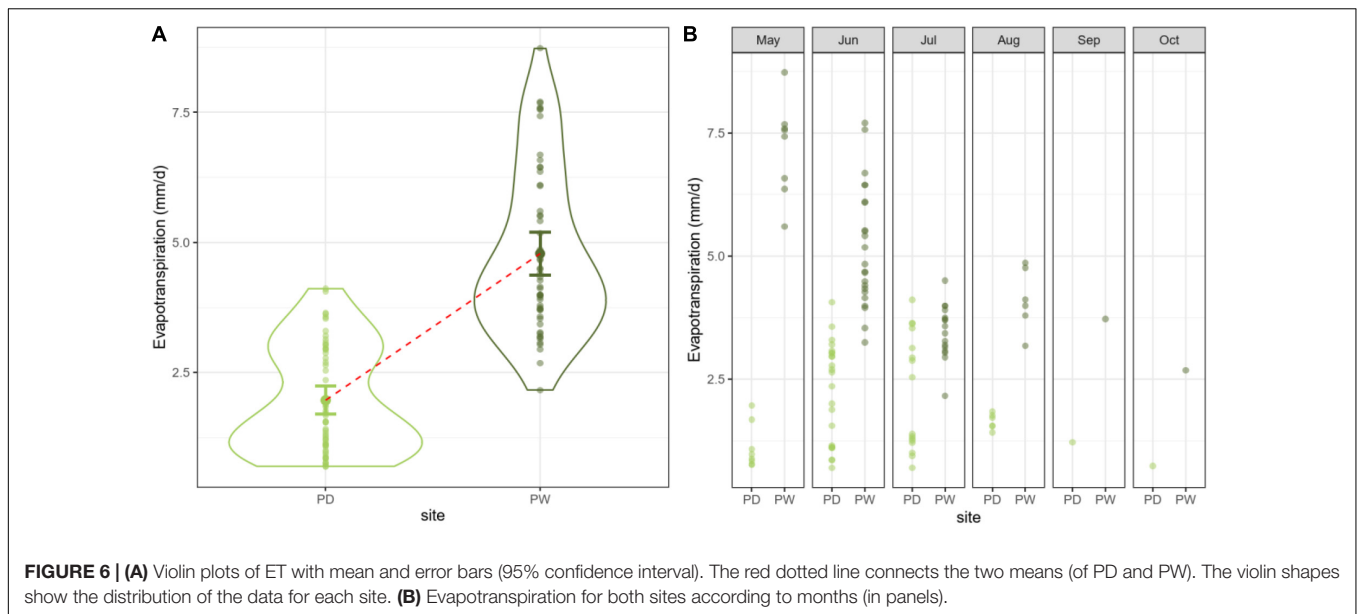 A
Evapotranspiration (mm/d)
7.5
5.0
2.5
PD
PW
site
B
May
Jun
Jul
Aug
Sep
Oct
Evapotranspiration (mm/d)
7.5
5.0
2.5
PD PW PD PW PD PW PD PW PD PW PD PW
site
FIGURE 6 | (A) Violin plots of ET with mean and error bars (95% confidence interval). The red dotted line connects the two means (of PD and PW). The violin shapes
show the distribution of the data for each site. (B) Evapotranspiration for both sites according to months (in panels).